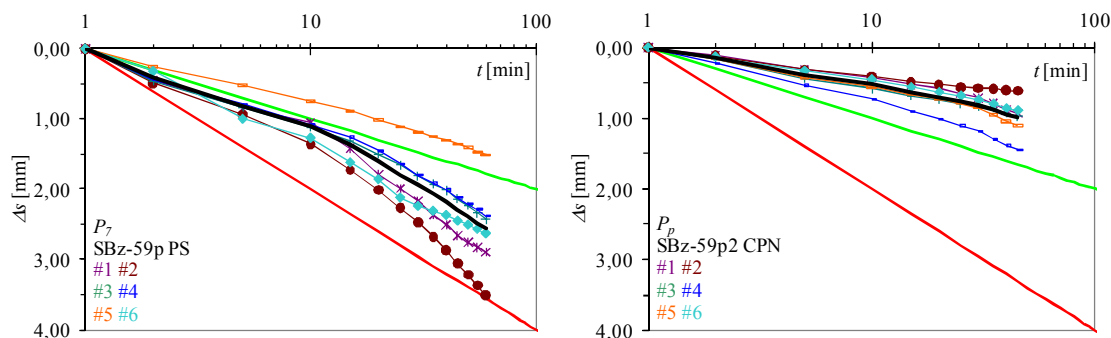 1 10 100
0,00
1,00
2,00
3,00
4,00
Δs [mm]
t [min]
P7
SBz-59p PS
#1 #2
#3 #4
#5 #6
1 10 100
0,00
1,00
2,00
3,00
4,00
Δs [mm]
t [min]
Pp
SBz-59p2 CPN
#1 #2
#3 #4
#5 #6